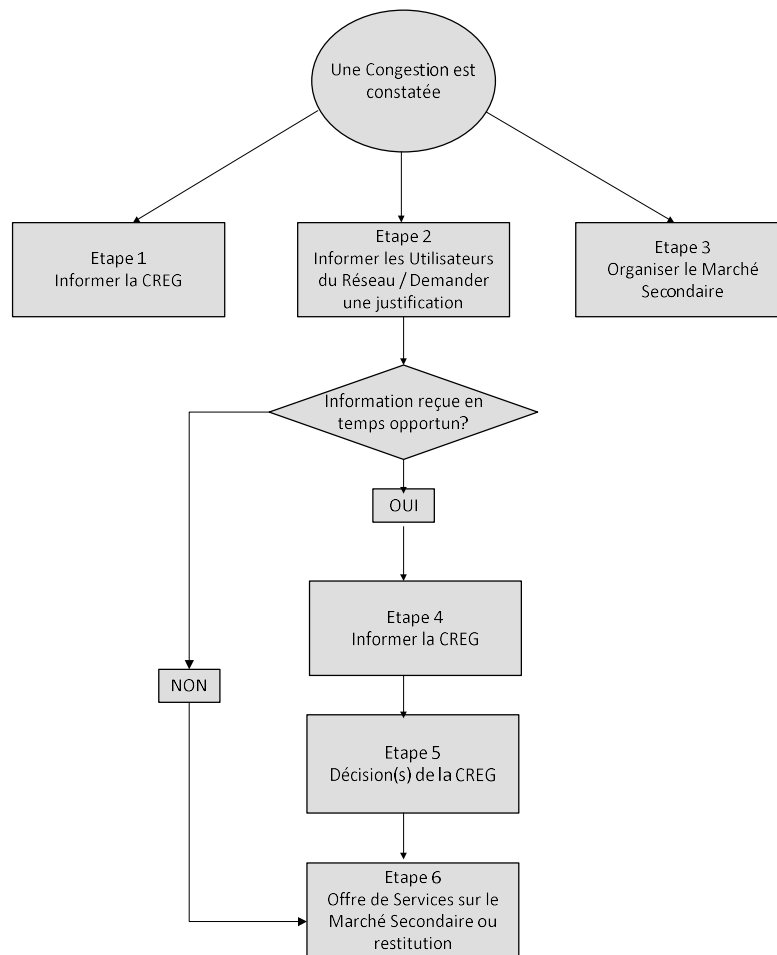 Une Congestion est
constatée
Etape 1
Informer la CREG
Etape 2
Informer les Utilisateurs
du Réseau / Demander
une justification
Etape 3
Organiser le Marché
Secondaire
Information reçue en
temps opportun?
OUI
Etape 4
Informer la CREG
NON
Etape 5
Décision(s) de la CREG
Etape 6
Offre de Services sur le
Marché Secondaire ou
restitution